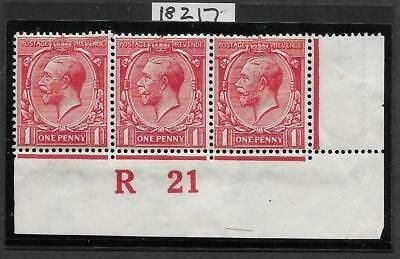 18217.
POSTAGE REVENUE POSTAGE REVENUE POSTAGE REVENUE
1 1 1 1 1 1
ONE PENNY ONE PENNY ONE PENNY
R 21